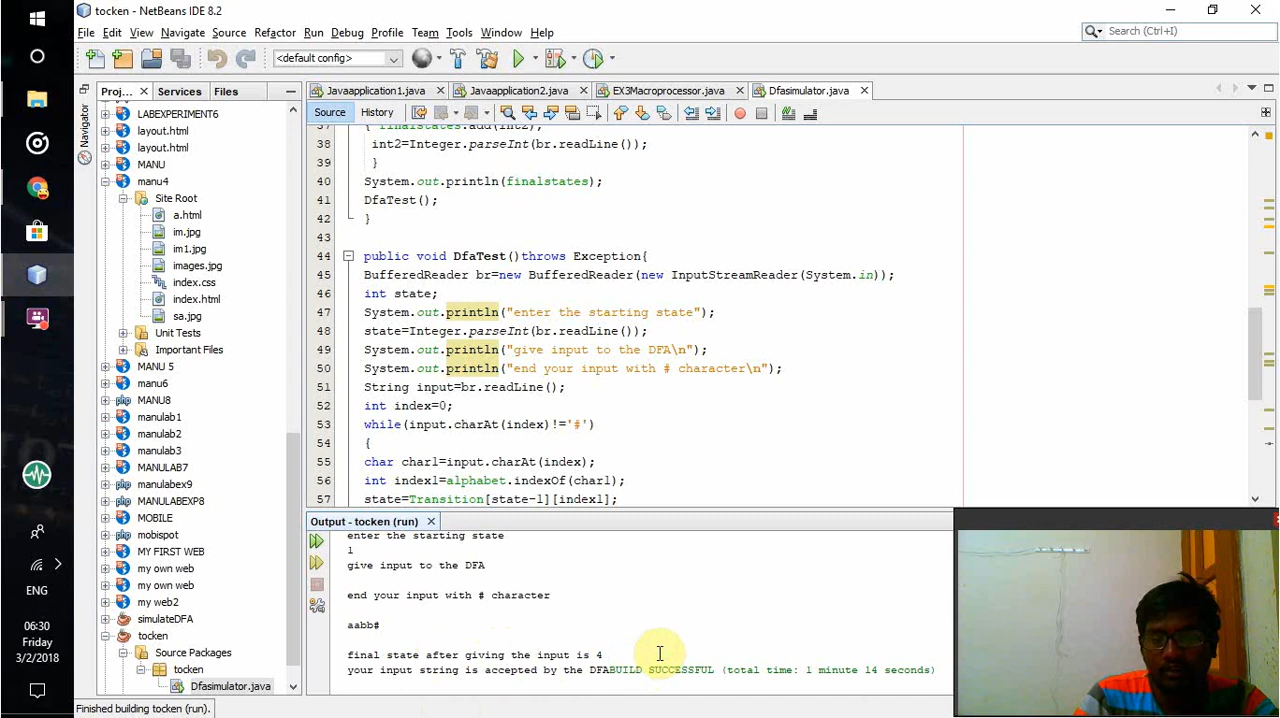 tocken - NetBeans IDE 8.2
File Edit View Navigate Source Refactor Run Debug Profile Team Tools Window Help
Search (Ctrl+I)
<default config>
Proj... Services Files
Javaapplication1.java Javaapplication2.java EX3Macroprocessor.java Dfasimulator.java
Source History
Navigator
LABEXPERIMENT6
layout.html
layout.html
MANU
manu4
Site Root
a.html
im.jpg
im1.jpg
images.jpg
index.css
index.html
sa.jpg
Unit Tests
Important Files
MANU 5
manu6
MANU8
manulab1
manulab2
manulab3
MANULAB7
manulabex9
MANULABEXP8
MOBILE
mobispot
MY FIRST WEB
my own web
my own web
my web2
simulateDFA
tocken
Source Packages
tocken
Dfasimulator.java
37 { finalstates.add(int2);
38 int2=Integer.parseInt(br.readLine());
39 }
40 System.out.println(finalstates);
41 DfaTest();
42 }
43
44 public void DfaTest()throws Exception{
45 BufferedReader br=new BufferedReader(new InputStreamReader(System.in));
46 int state;
47 System.out.println("enter the starting state");
48 state=Integer.parseInt(br.readLine());
49 System.out.println("give input to the DFA\n");
50 System.out.println("end your input with # character\n");
51 String input=br.readLine();
52 int index=0;
53 while(input.charAt(index)!='#')
54 {
55 char char1=input.charAt(index);
56 int index1=alphabet.indexOf(char1);
57 state=Transition[state-1][index1];
Output - tocken (run)
enter the starting state
1
give input to the DFA
end your input with # character
aabb#
final state after giving the input is 4
your input string is accepted by the DFABUILD SUCCESSFUL (total time: 1 minute 14 seconds)
Finished building tocken (run).
ENG
06:30
Friday
3/2/2018